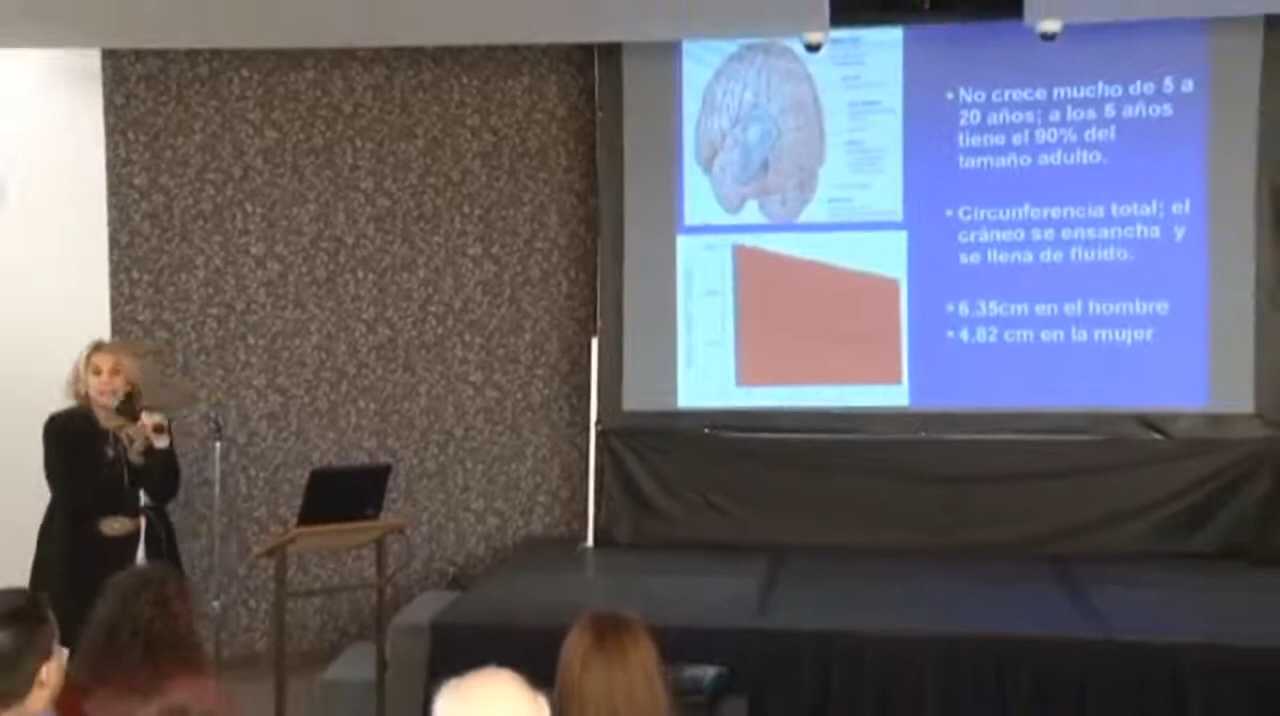 • No crece mucho de 5 a
20 años; a los 5 años
tiene el 90% del
tamaño adulto.
• Circunferencia total; el
cráneo se ensancha y
se llena de fluido.
• 6.35cm en el hombre
• 4.82 cm en la mujer